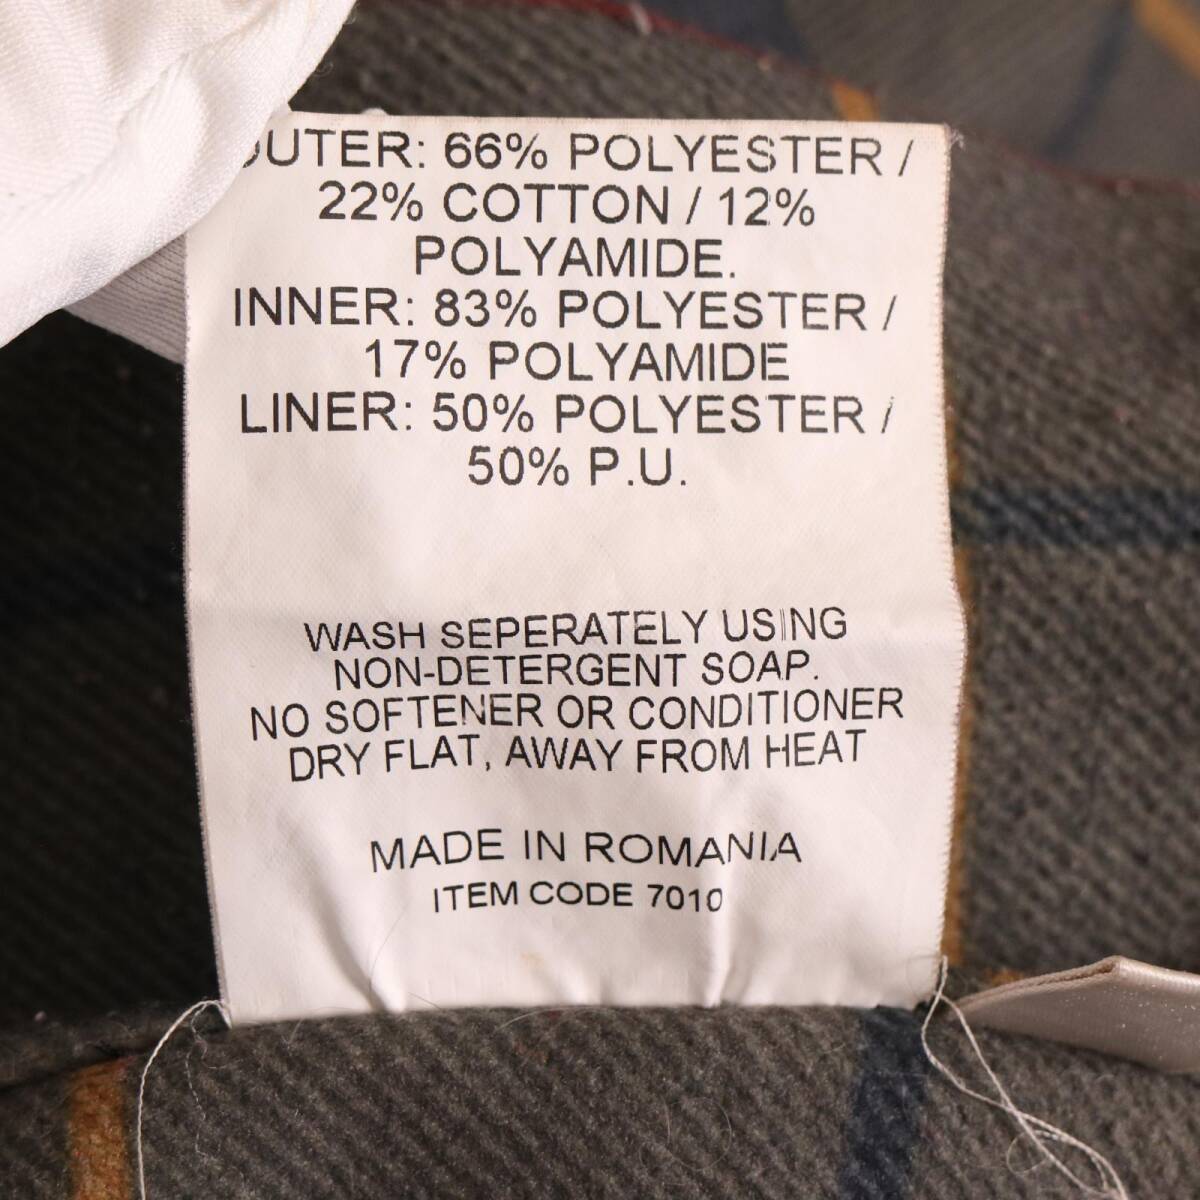 OUTER: 66% POLYESTER /
22% COTTON / 12%
POLYAMIDE.
INNER: 83% POLYESTER /
17% POLYAMIDE
LINER: 50% POLYESTER /
50% P.U.
WASH SEPERATELY USING
NON-DETERGENT SOAP.
NO SOFTENER OR CONDITIONER
DRY FLAT, AWAY FROM HEAT
MADE IN ROMANIA
ITEM CODE 7010